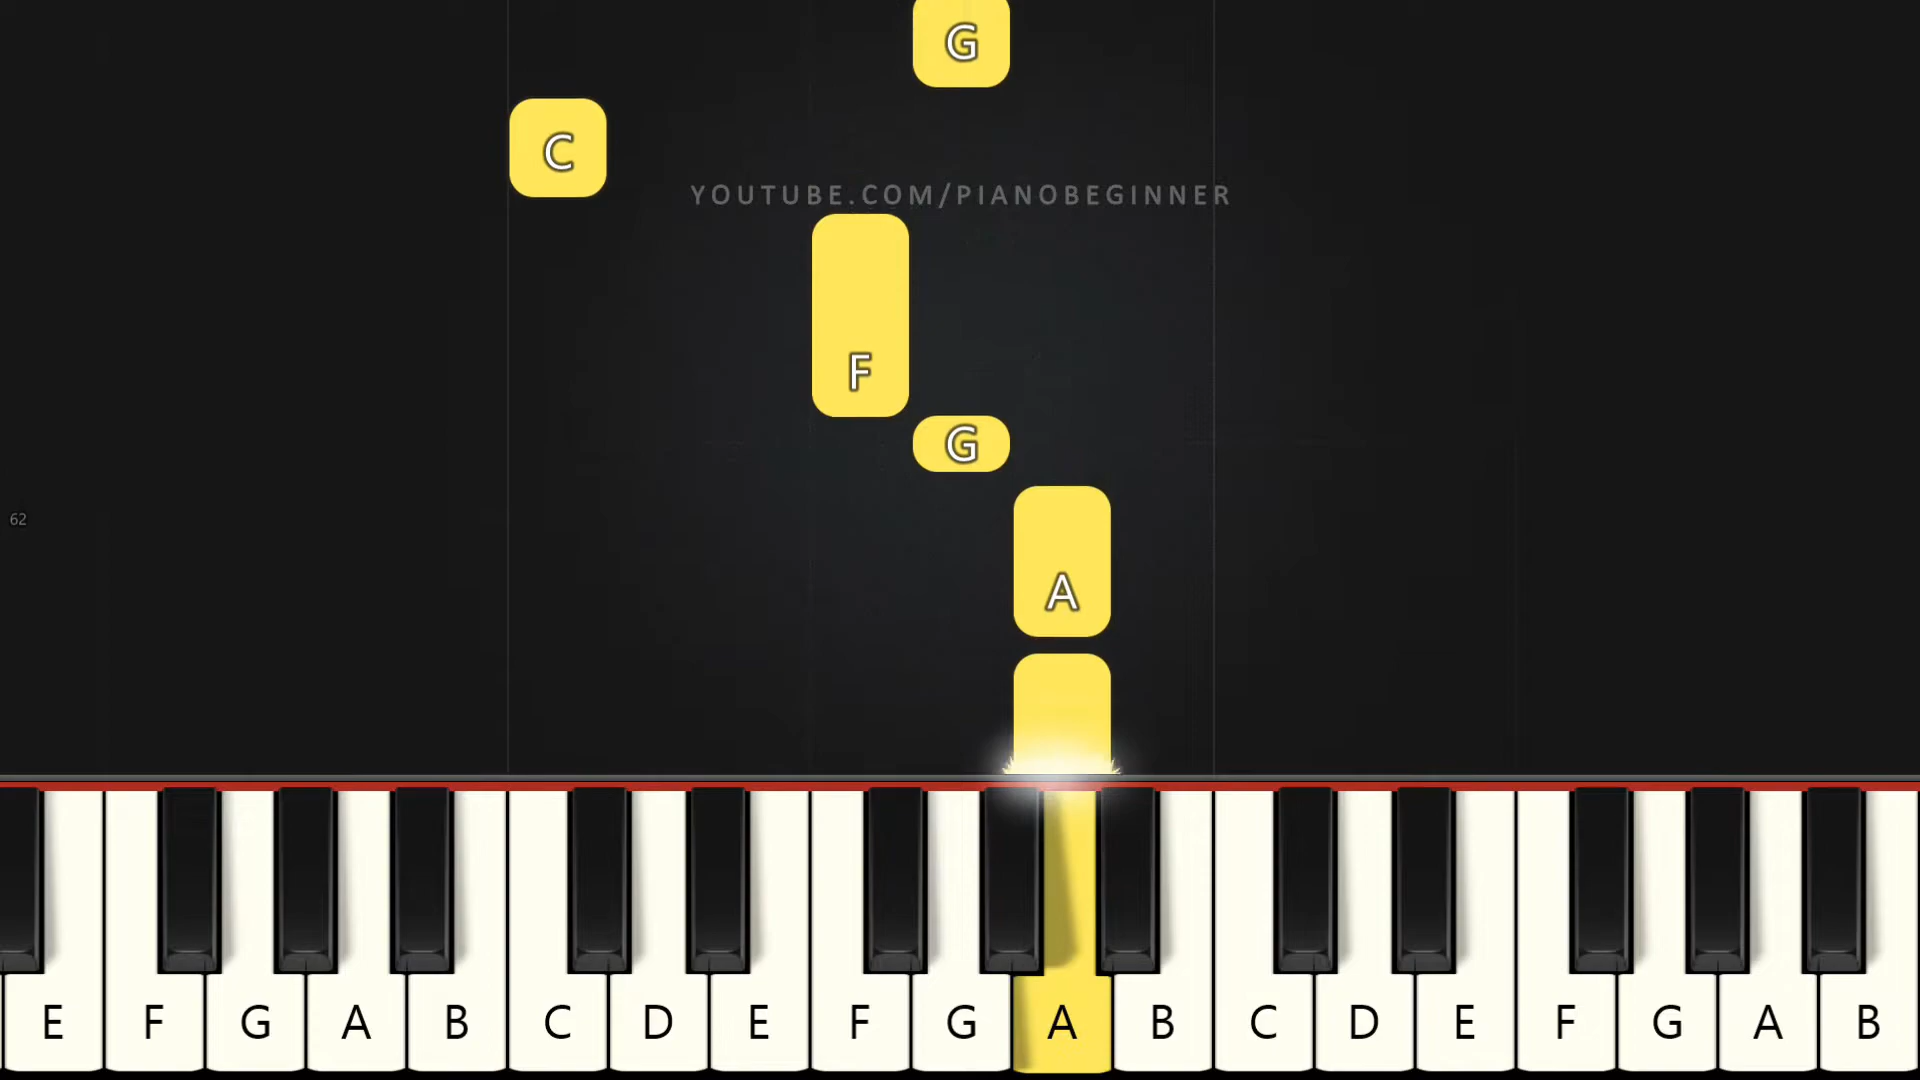 G
C
YOUTUBE.COM/PIANOBEGINNER
F
G
62
A
E F G A B C D E F G A B C D E F G A B